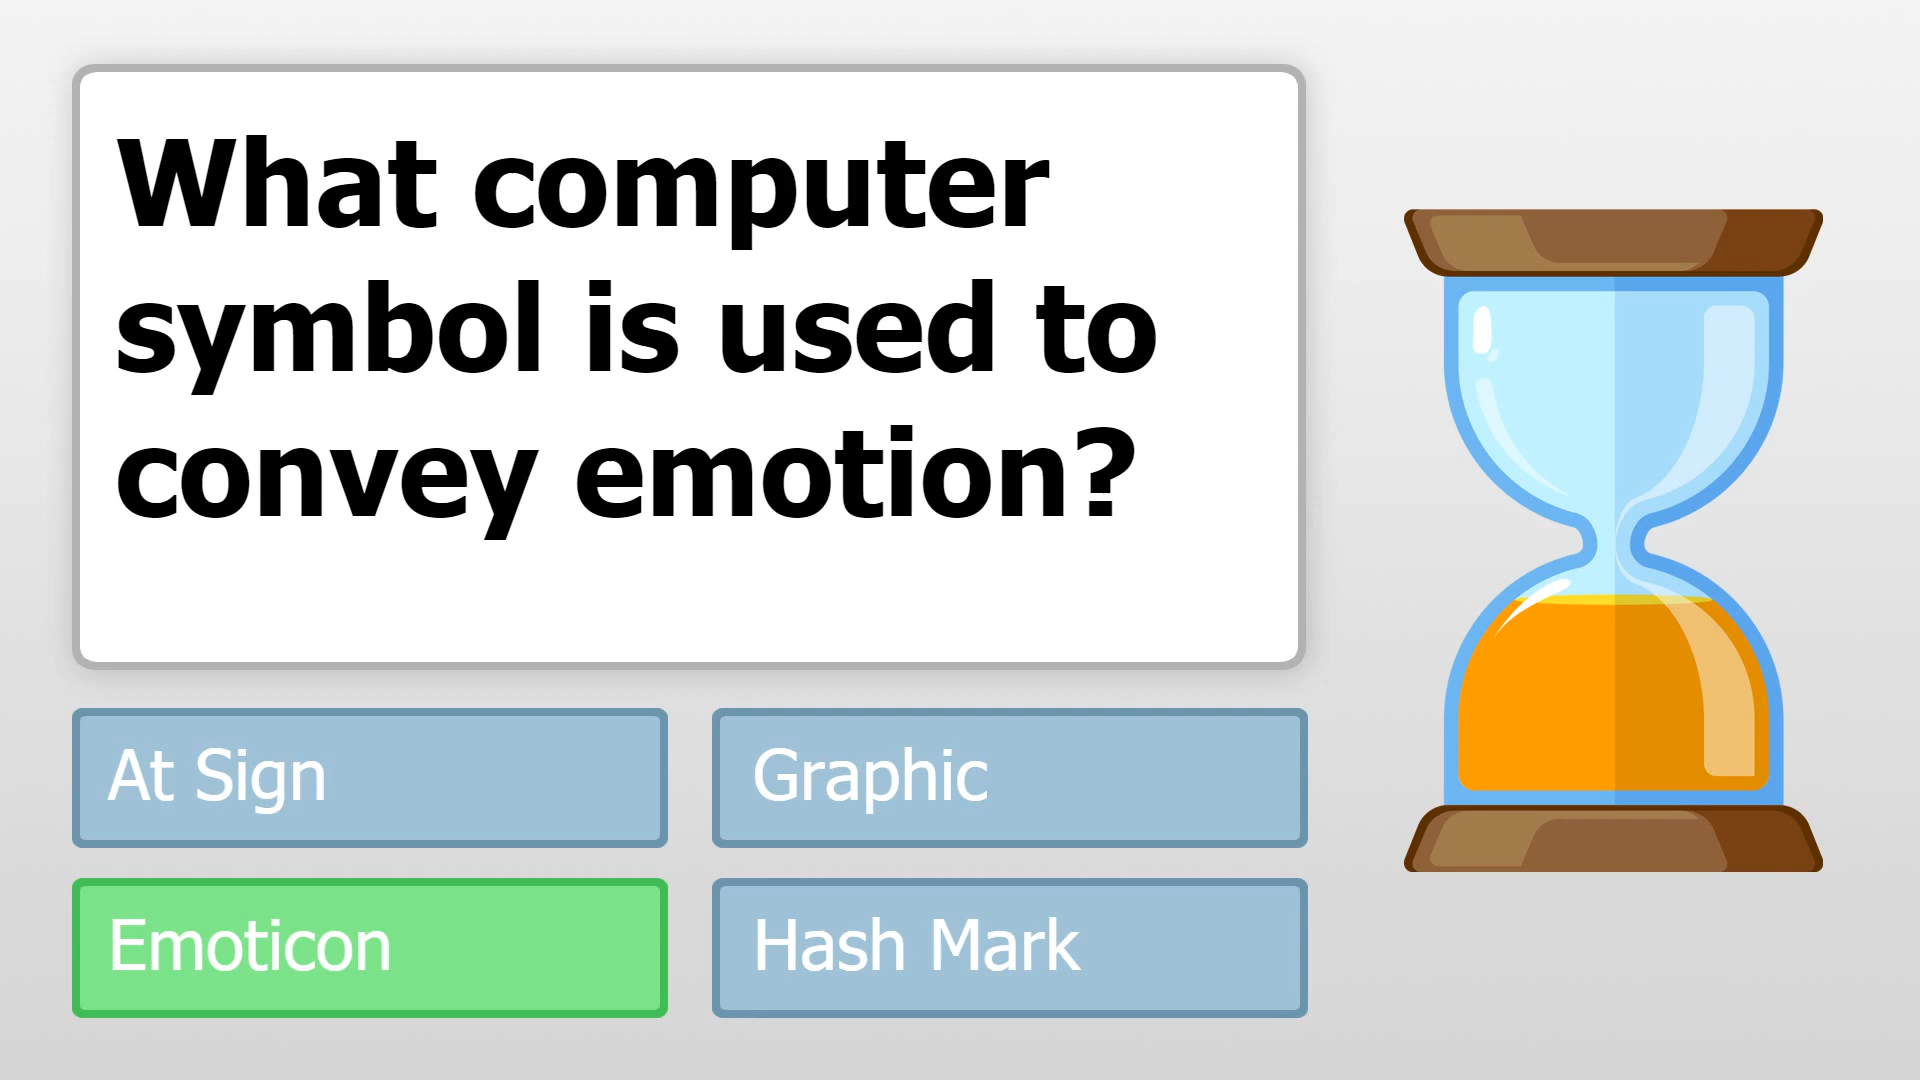 What computer
symbol is used to
convey emotion?
At Sign
Graphic
Emoticon
Hash Mark